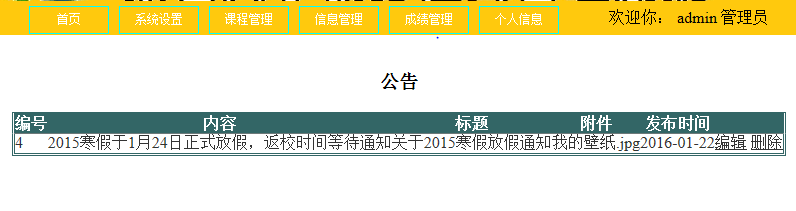 首页 系统设置 课程管理 信息管理 成绩管理 个人信息 欢迎你： admin 管理员
公告
编号 内容 标题 附件 发布时间
4 2015寒假于1月24日正式放假，返校时间等待通知 关于2015寒假放假通知 我的壁纸.jpg 2016-01-22 编辑 删除